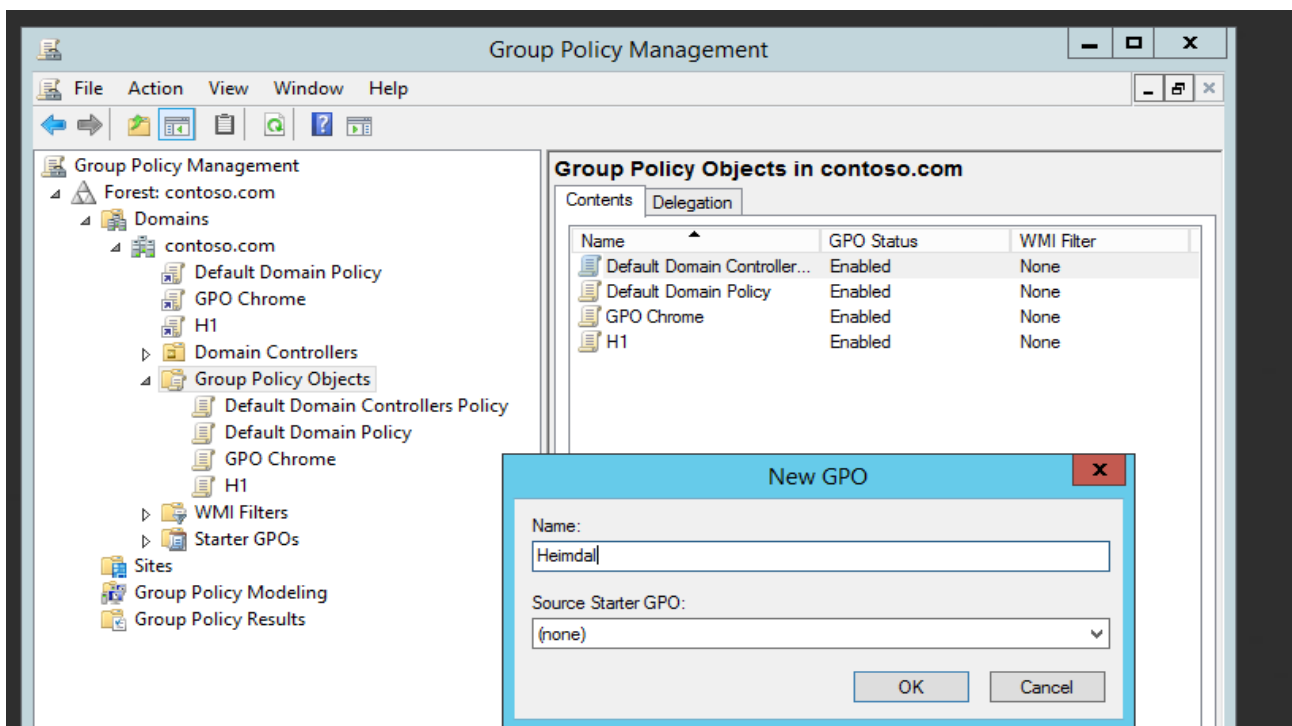 Group Policy Management
File Action View Window Help
Group Policy Management
Forest: contoso.com
Domains
contoso.com
Default Domain Policy
GPO Chrome
H1
Domain Controllers
Group Policy Objects
Default Domain Controllers Policy
Default Domain Policy
GPO Chrome
H1
WMI Filters
Starter GPOs
Sites
Group Policy Modeling
Group Policy Results
Group Policy Objects in contoso.com
Contents Delegation
Name GPO Status WMI Filter
Default Domain Controller... Enabled None
Default Domain Policy Enabled None
GPO Chrome Enabled None
H1 Enabled None
New GPO
Name:
Heimdal
Source Starter GPO:
(none)
OK Cancel